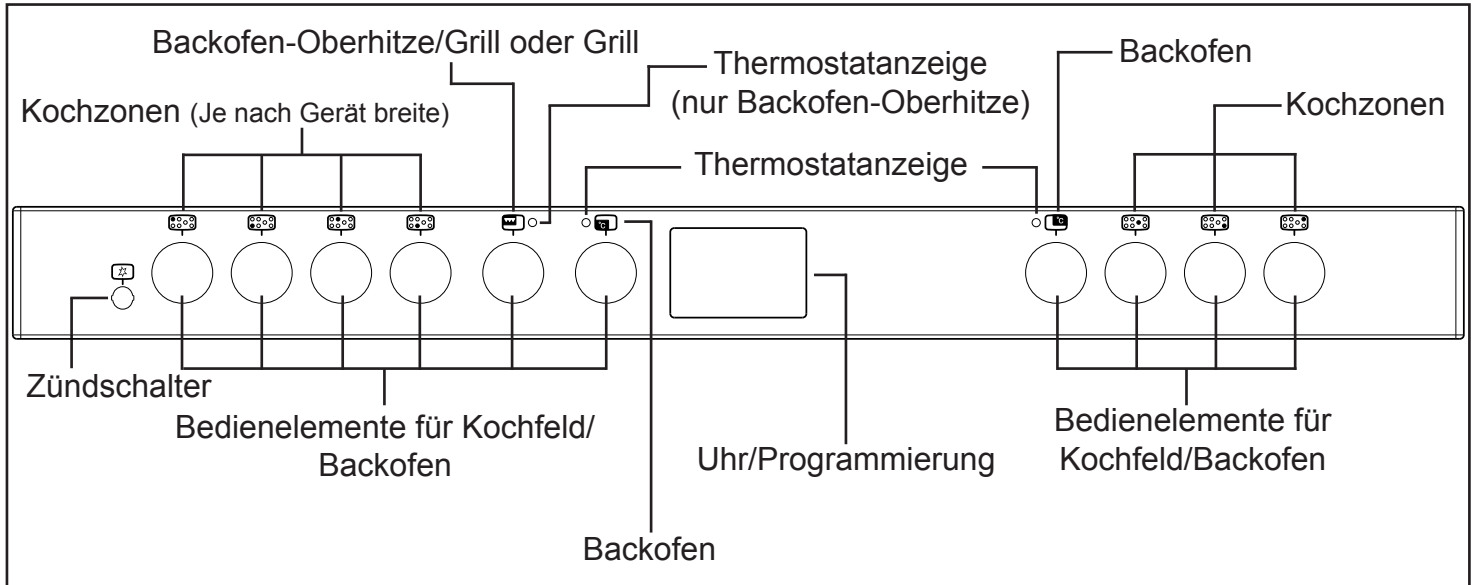 Backofen-Oberhitze/Grill oder Grill
Thermostatanzeige
(nur Backofen-Oberhitze)
Backofen
Kochzonen (Je nach Gerät breite)
Kochzonen
Thermostatanzeige
°C
°C
Zündschalter
Bedienelemente für Kochfeld/
Backofen
Uhr/Programmierung
Bedienelemente für
Kochfeld/Backofen
Backofen